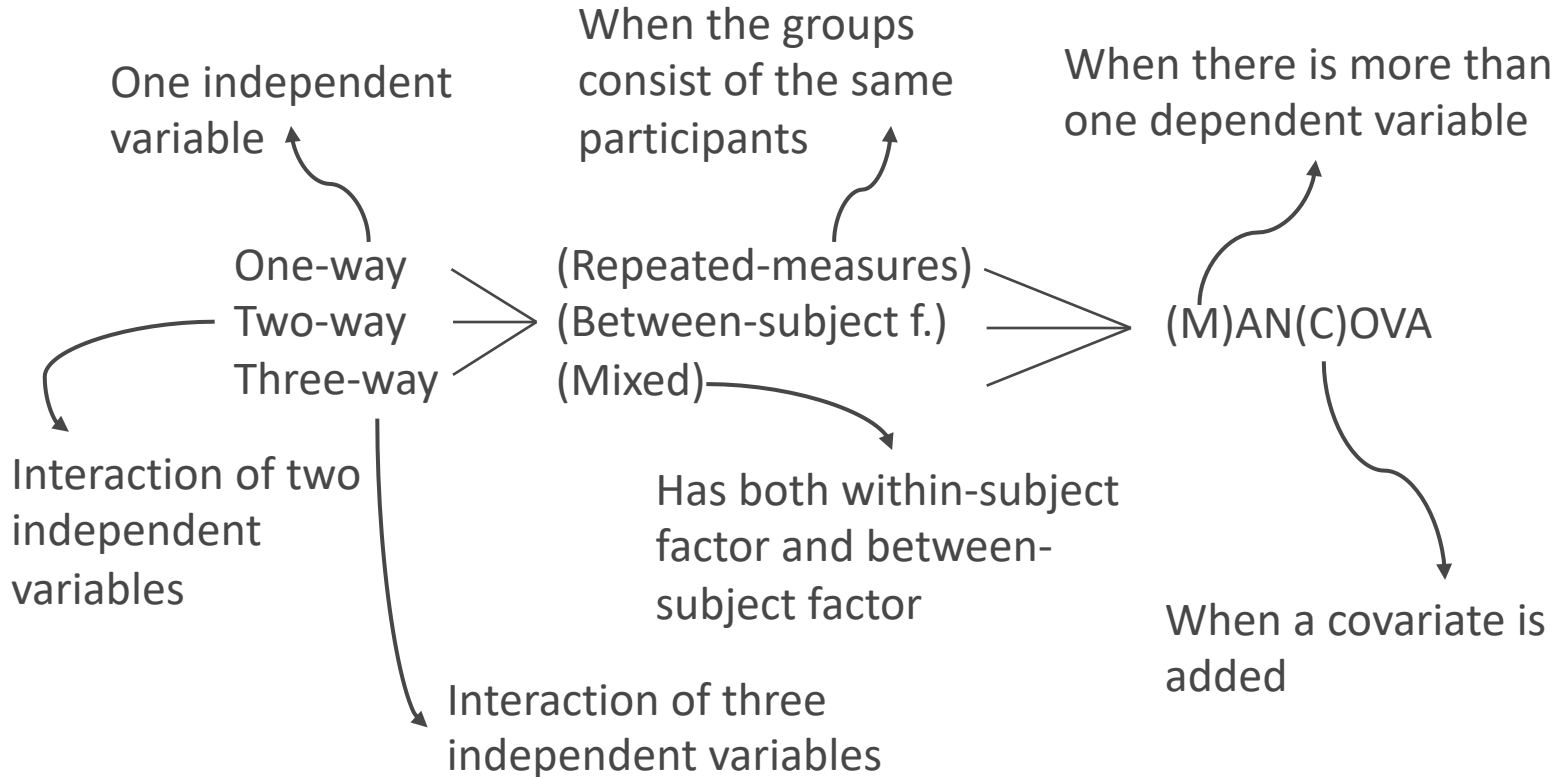 One independent
variable
When the groups
consist of the same
participants
When there is more than
one dependent variable
One-way
Two-way
Three-way
(Repeated-measures)
(Between-subject f.)
(Mixed)
(M)AN(C)OVA
Interaction of two
independent
variables
Has both within-subject
factor and between-
subject factor
When a covariate is
added
Interaction of three
independent variables